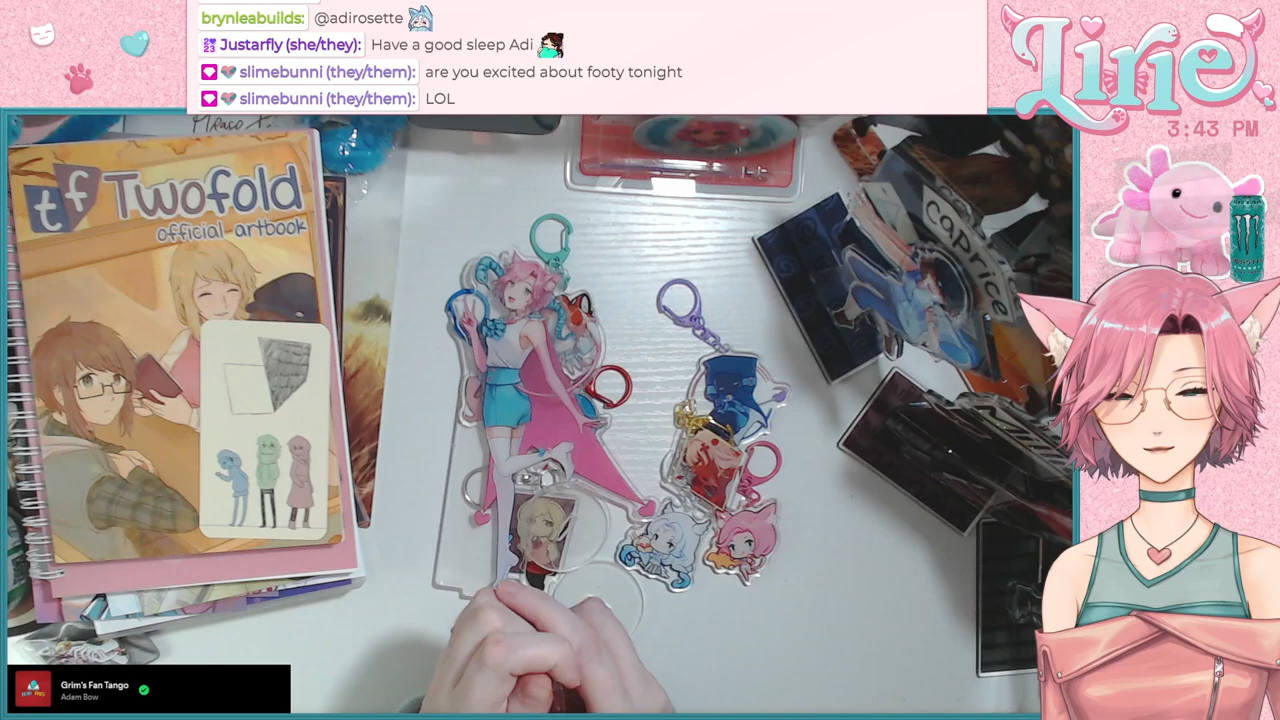 brynleabuilds: @adirosette
Justarfly (she/they): Have a good sleep Adi
slimebunni (they/them): are you excited about footy tonight
slimebunni (they/them): LOL
Lirie
3:43 PM
tf Twofold
official artbook
Caprice
Grim's Fan Tango
Adam Bow